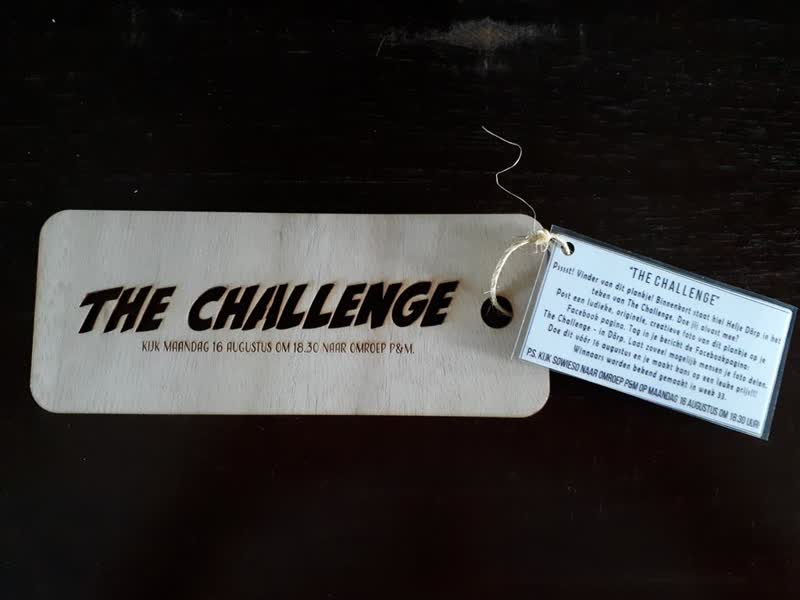 THE CHALLENGE
KIJK MAANDAG 16 AUGUSTUS OM 18.30 NAAR OMROEP P&M.
"THE CHALLENGE"
Psssst! Vinder van dit plankje! Binnenkort staat hiel Helje Dörp in het
teken van The Challenge. Doe jij alvast mee?
Post een ludieke, originele, creatieve foto van dit plankje op je
Facebook pagina. Tag in je bericht de Facebookpagina:
The Challenge - in Dörp. Laat zoveel mogelijk mensen je foto delen.
Doe dit vóór 16 augustus en je maakt kans op een leuke prijs!!!
Winnaars worden bekend gemaakt in week 33.
P.S. KIJK SOWIESO NAAR OMROEP P&M OP MAANDAG 16 AUGUSTUS OM 18.30 UUR!